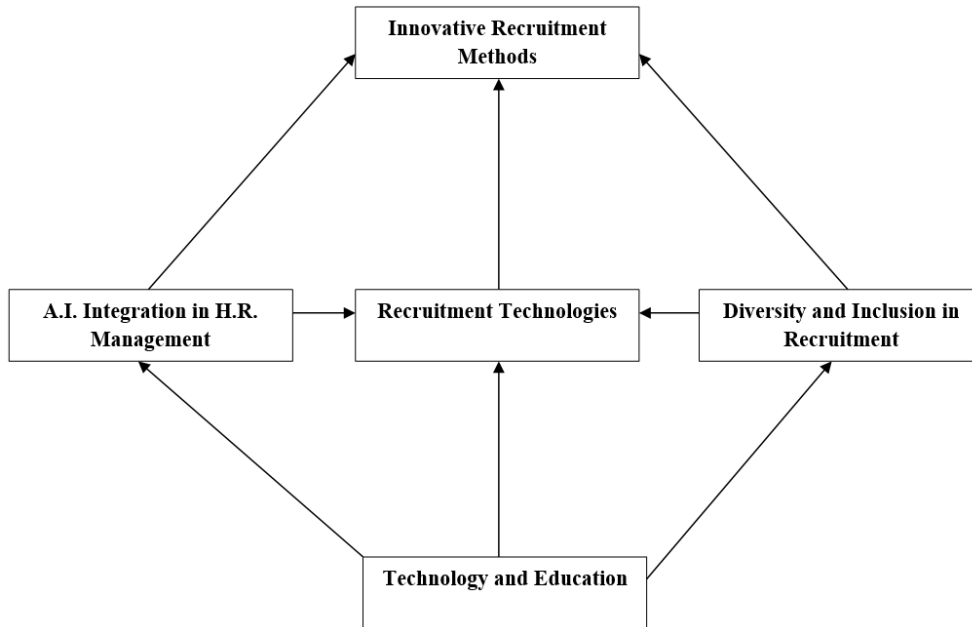 Innovative Recruitment
Methods
A.I. Integration in H.R.
Management
Recruitment Technologies
Diversity and Inclusion in
Recruitment
Technology and Education